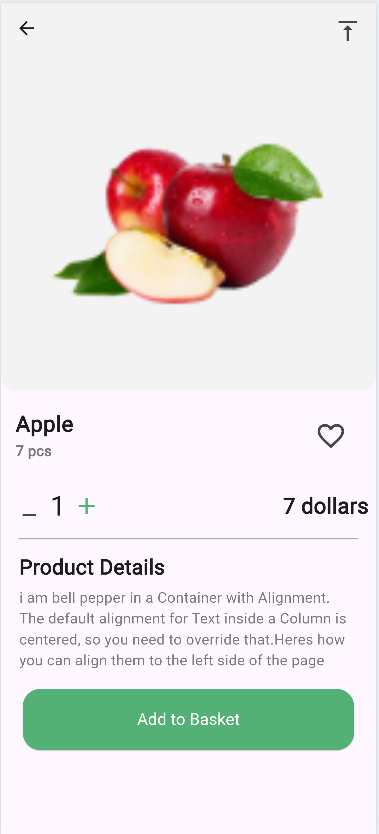 Apple
7 pcs
_ 1 + 7 dollars
Product Details
i am bell pepper in a Container with Alignment.
The default alignment for Text inside a Column is
centered, so you need to override that.Heres how
you can align them to the left side of the page
Add to Basket